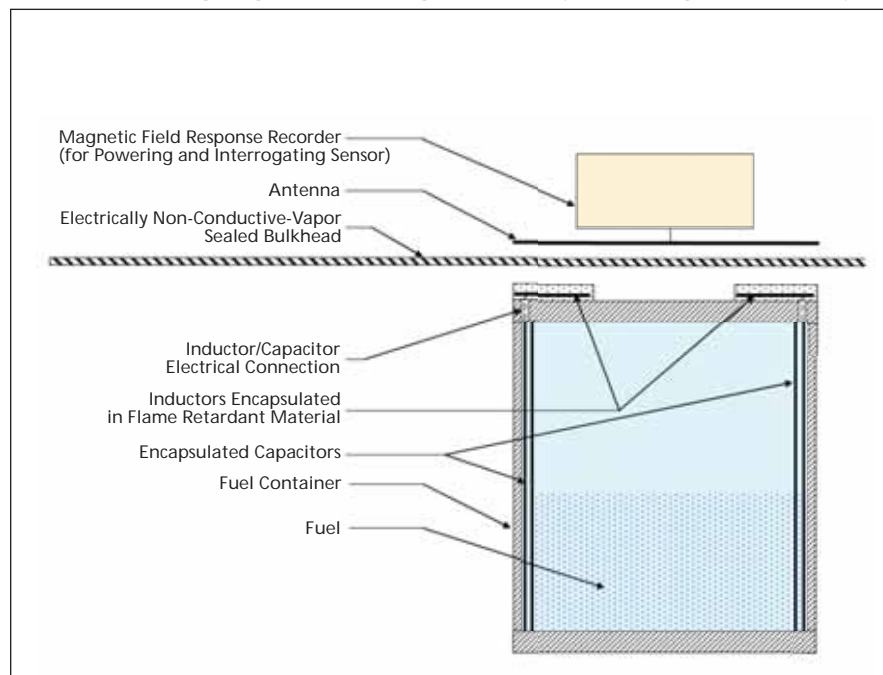 Magnetic Field Response Recorder
(for Powering and Interrogating Sensor)
Antenna
Electrically Non-Conductive-Vapor
Sealed Bulkhead
Inductor/Capacitor
Electrical Connection
Inductors Encapsulated
in Flame Retardant Material
Encapsulated Capacitors
Fuel Container
Fuel